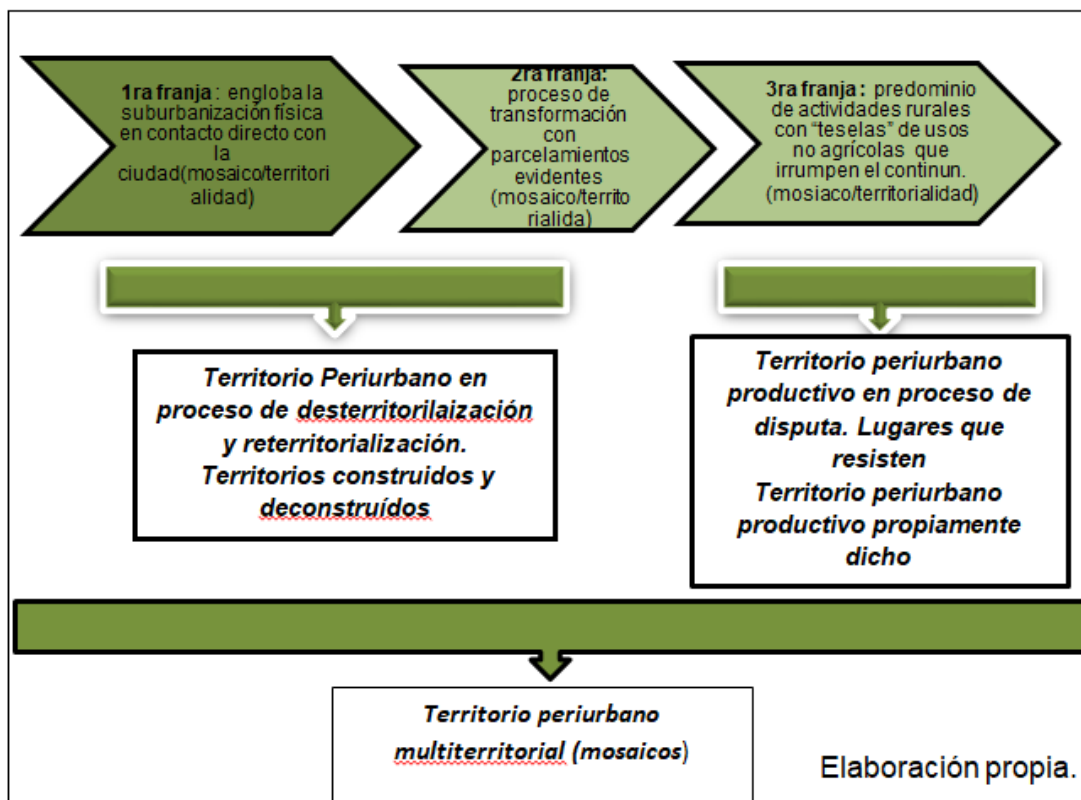 1ra franja : engloba la
suburbanización física
en contacto directo con
la
ciudad(mosaico/territori
alidad)
2ra franja:
proceso de
transformación
con
parcelamientos
evidentes
(mosaico/territo
rialida)
3ra franja : predominio
de actividades rurales
con "teselas" de usos
no agrícolas que
irrumpen el continun.
(mosiaco/territorialidad)
Territorio Periurbano en
proceso de desterritorilaización
y reterritorialización.
Territorios construidos y
deconstruídos
Territorio periurbano
productivo en proceso de
disputa. Lugares que
resisten
Territorio periurbano
productivo propiamente
dicho
Territorio periurbano
multiterritorial (mosaicos)
Elaboración propia.